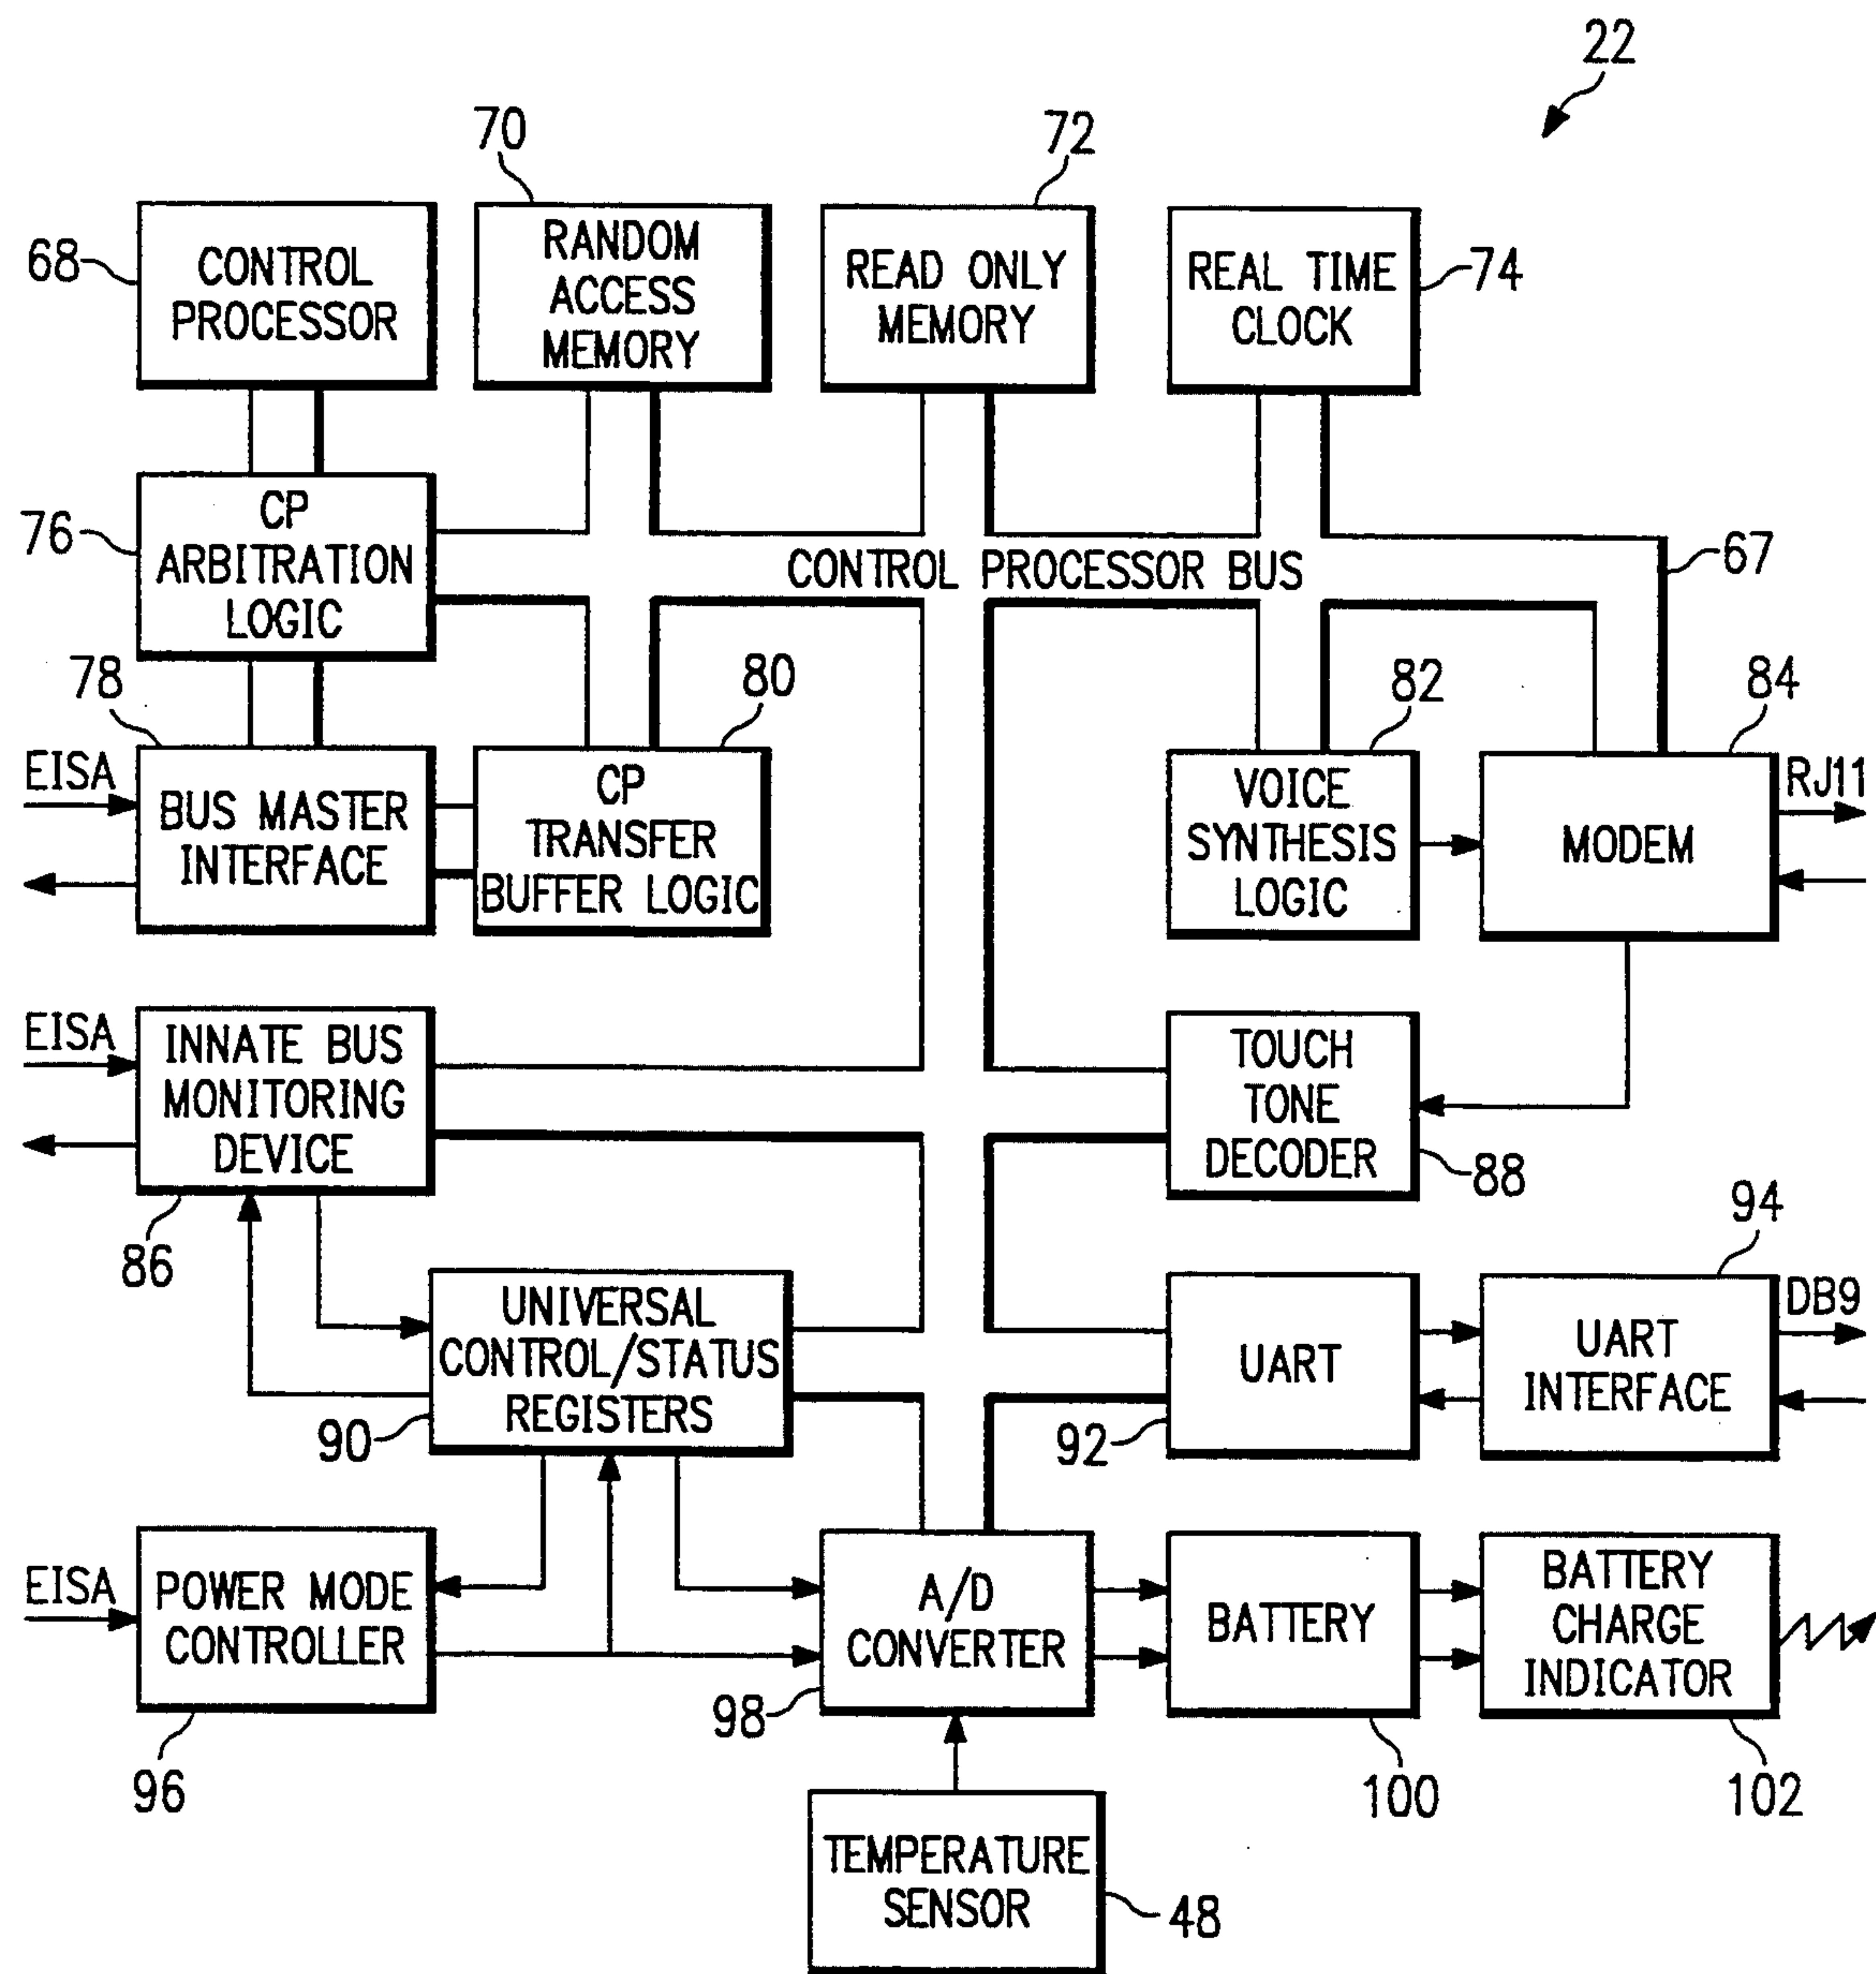 22
70
72
68
CONTROL
PROCESSOR
RANDOM
ACCESS
MEMORY
READ ONLY
MEMORY
REAL TIME
CLOCK
74
76
CP
ARBITRATION
LOGIC
CONTROL PROCESSOR BUS
67
78
80
82
84
EISA
BUS MASTER
INTERFACE
CP
TRANSFER
BUFFER LOGIC
VOICE
SYNTHESIS
LOGIC
MODEM
RJ11
EISA
INNATE BUS
MONITORING
DEVICE
86
TOUCH
TONE
DECODER
88
94
UNIVERSAL
CONTROL/STATUS
REGISTERS
90
UART
92
UART
INTERFACE
DB9
EISA
POWER MODE
CONTROLLER
96
A/D
CONVERTER
98
BATTERY
100
BATTERY
CHARGE
INDICATOR
102
TEMPERATURE
SENSOR
48